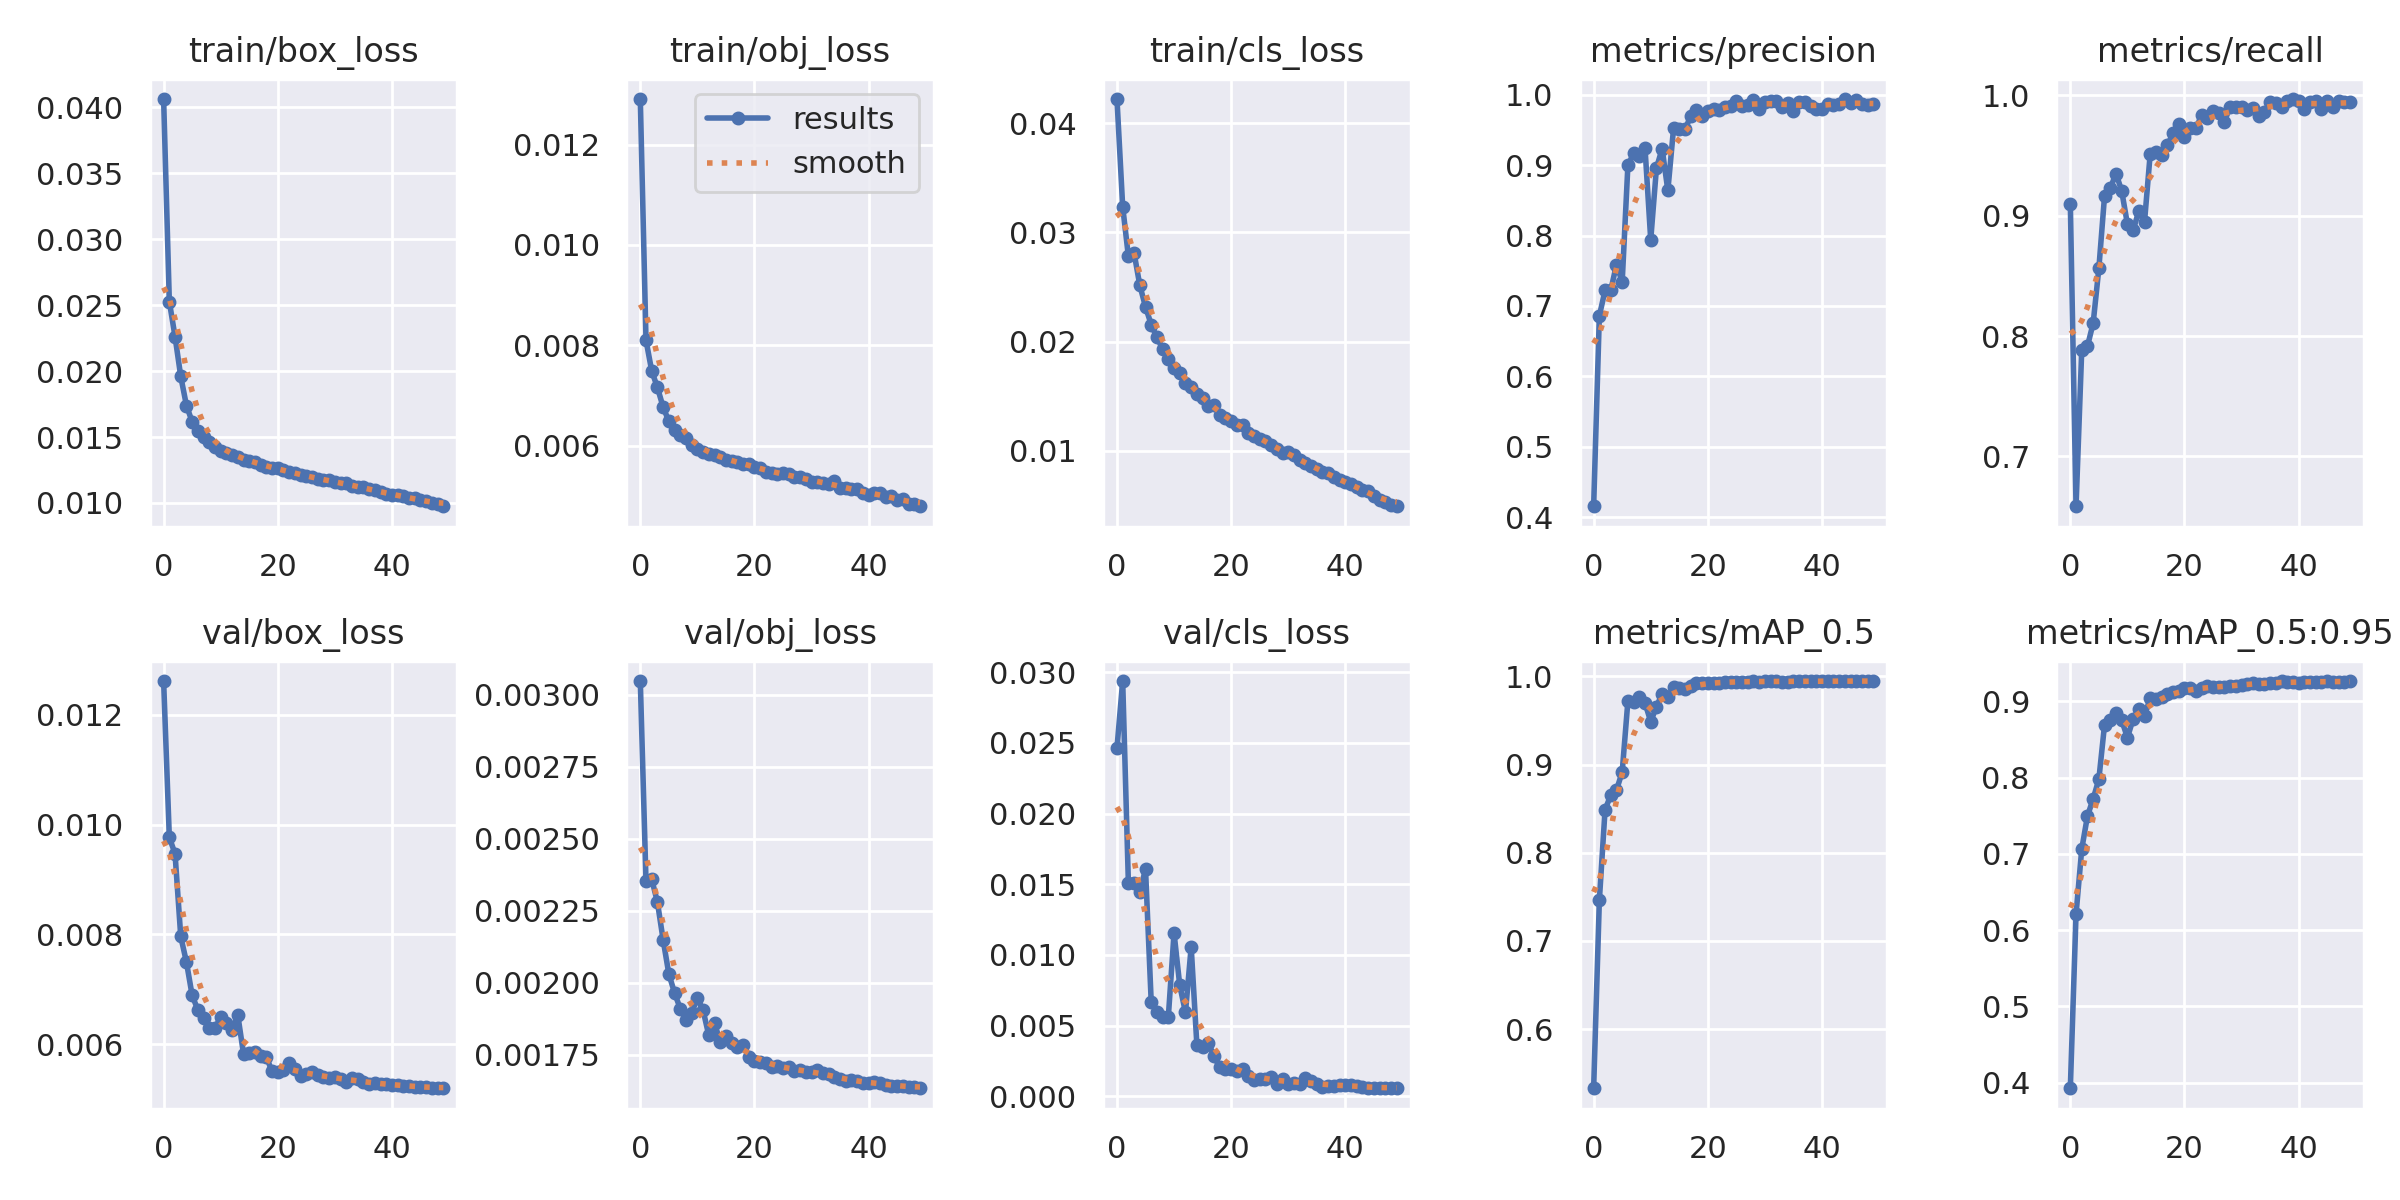 train/box_loss
0.040
0.035
0.030
0.025
0.020
0.015
0.010
0 20 40
train/obj_loss
results
smooth
0.012
0.010
0.008
0.006
0 20 40
train/cls_loss
0.04
0.03
0.02
0.01
0 20 40
metrics/precision
1.0
0.9
0.8
0.7
0.6
0.5
0.4
0 20 40
metrics/recall
1.0
0.9
0.8
0.7
0 20 40
val/box_loss
0.012
0.010
0.008
0.006
0 20 40
val/obj_loss
0.00300
0.00275
0.00250
0.00225
0.00200
0.00175
0 20 40
val/cls_loss
0.030
0.025
0.020
0.015
0.010
0.005
0.000
0 20 40
metrics/mAP_0.5
1.0
0.9
0.8
0.7
0.6
0 20 40
metrics/mAP_0.5:0.95
0.9
0.8
0.7
0.6
0.5
0.4
0 20 40